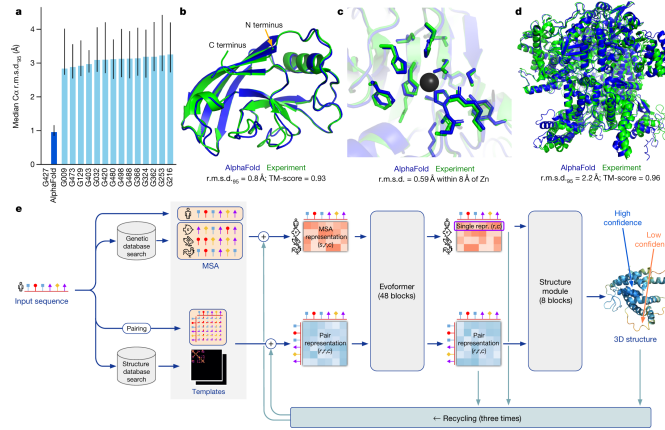 a
Median Cα r.m.s.d.95 (Å)
4
3
2
1
0
G427
AlphaFold
G009
G473
G129
G403
G032
G420
G480
G498
G488
G368
G324
G362
G253
G216
b
N terminus
C terminus
AlphaFold Experiment
r.m.s.d.95 = 0.8 Å; TM-score = 0.93
c
AlphaFold Experiment
r.m.s.d. = 0.59 Å within 8 Å of Zn
d
AlphaFold Experiment
r.m.s.d.95 = 2.2 Å; TM-score = 0.96
e
Input sequence
Genetic database search
MSA
Pairing
Structure database search
Templates
+
+
MSA representation (s,r,c)
Pair representation (r,r,c)
Evoformer (48 blocks)
Single repr. (r,c)
Pair representation (r,r,c)
Structure module (8 blocks)
High confidence
Low confiden
3D structure
← Recycling (three times)